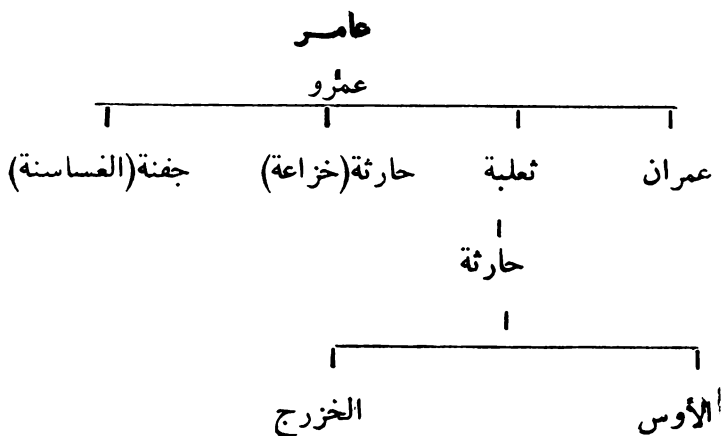 عامر
عمرو
عمران ثعلبة حارثة (خزاعة) جفنة (الغساسنة)
حارثة
الأوس الخزرج